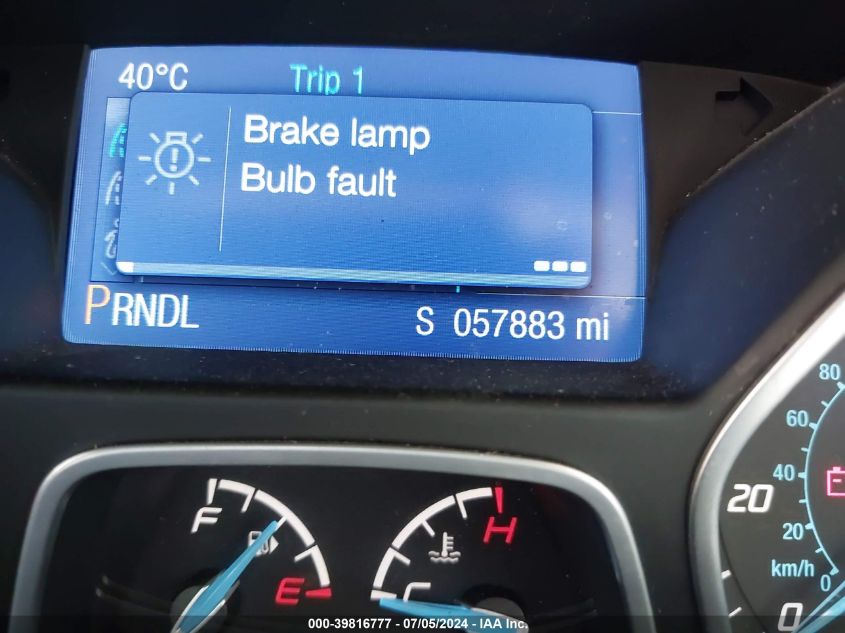 40°C Trip 1
Brake lamp
Bulb fault
PRNDL S 057883 mi
F
E
H
C
80
60
40
20
20
km/h
0
0
000-39816777 - 07/05/2024 - IAA Inc.